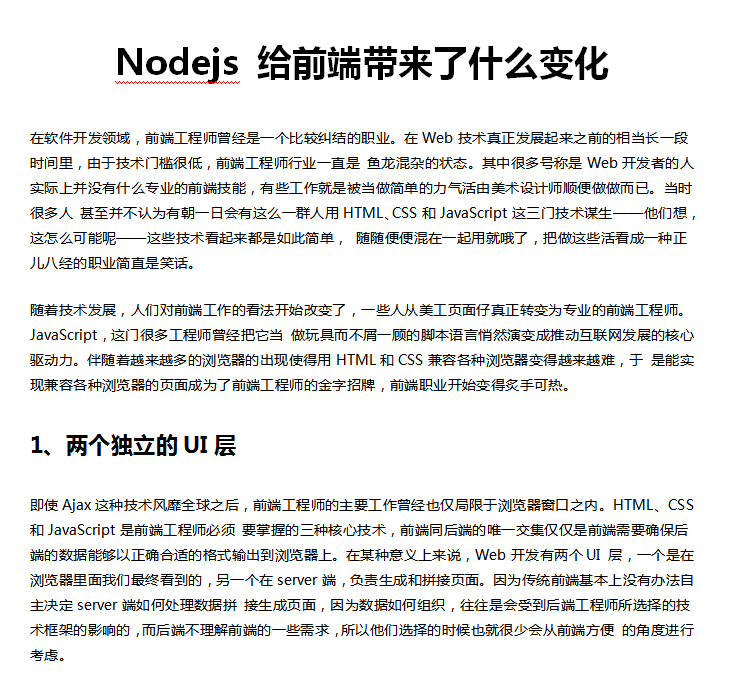 Nodejs 给前端带来了什么变化
在软件开发领域，前端工程师曾经是一个比较纠结的职业。在 Web 技术真正发展起来之前的相当长一段
时间里，由于技术门槛很低，前端工程师行业一直是 鱼龙混杂的状态。其中很多号称是 Web 开发者的人
实际上并没有什么专业的前端技能，有些工作就是被当做简单的力气活由美术设计师顺便做做而已。当时
很多人 甚至并不认为有朝一日会有这么一群人用 HTML、CSS 和 JavaScript 这三门技术谋生——他们想，
这怎么可能呢——这些技术看起来都是如此简单， 随随便便混在一起用就哦了，把做这些活看成一种正
儿八经的职业简直是笑话。
随着技术发展，人们对前端工作的看法开始改变了，一些人从美工页面仔真正转变为专业的前端工程师。
JavaScript，这门很多工程师曾经把它当 做玩具而不屑一顾的脚本语言悄然演变成推动互联网发展的核心
驱动力。伴随着越来越多的浏览器的出现使得用 HTML 和 CSS 兼容各种浏览器变得越来越难，于 是能实
现兼容各种浏览器的页面成为了前端工程师的金字招牌，前端职业开始变得炙手可热。
1、两个独立的 UI 层
即使 Ajax 这种技术风靡全球之后，前端工程师的主要工作曾经也仅局限于浏览器窗口之内。HTML、CSS
和 JavaScript 是前端工程师必须 要掌握的三种核心技术，前端同后端的唯一交集仅仅是前端需要确保后
端的数据能够以正确合适的格式输出到浏览器上。在某种意义上来说，Web 开发有两个 UI 层，一个是在
浏览器里面我们最终看到的，另一个在 server 端，负责生成和拼接页面。因为传统前端基本上没有办法自
主决定 server 端如何处理数据拼 接生成页面，因为数据如何组织，往往是会受到后端工程师所选择的技
术框架的影响的，而后端不理解前端的一些需求，所以他们选择的时候也就很少会从前端方便 的角度进行
考虑。